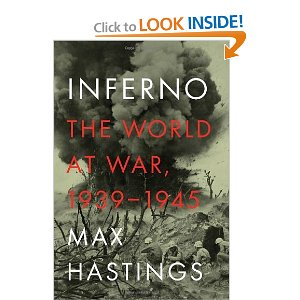 Click to
LOOK INSIDE!
INFERNO
THE WORLD
AT WAR,
1939–1945
MAX
HASTINGS